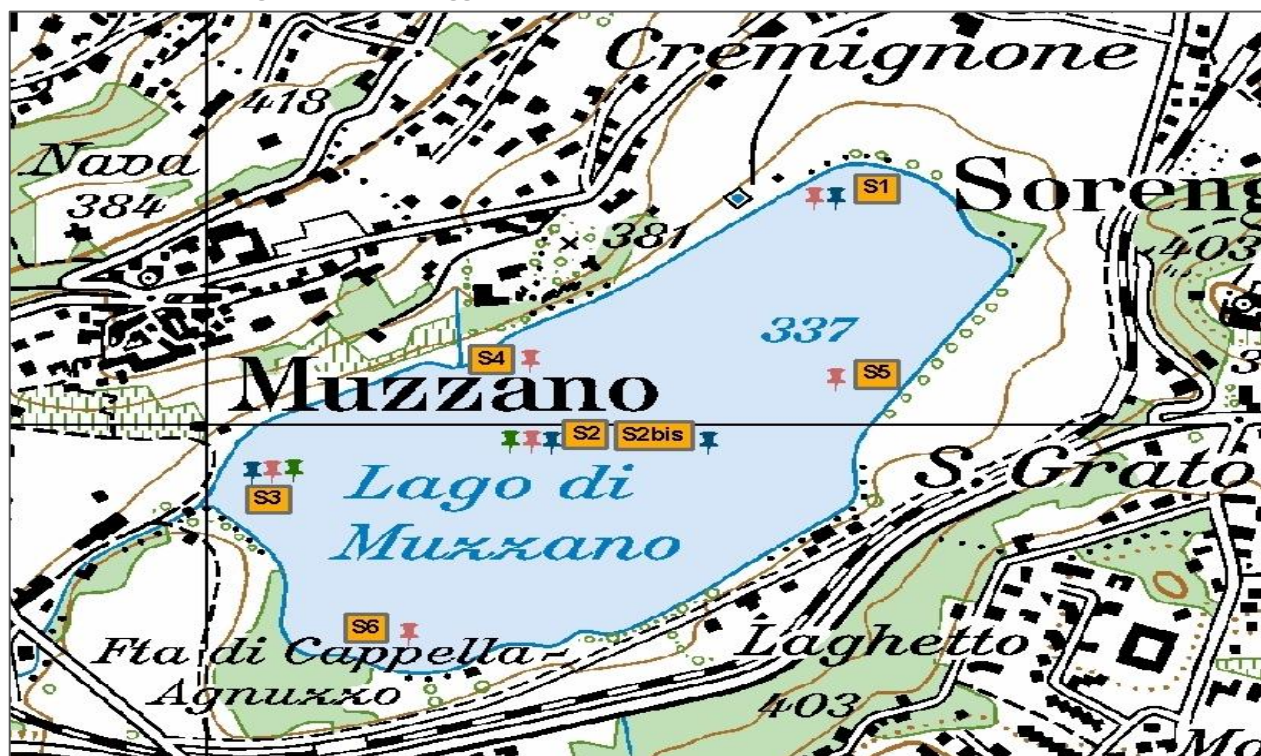 Cremignone
418
Nava
384
S1
Soreng
381
403
337
S4
S5
Muzzano
S2
S2bis
S. Grato
S3
Lago di
Muzzano
S6
Fta di Cappella-
Agnuzzo
Laghetto
403
Mo